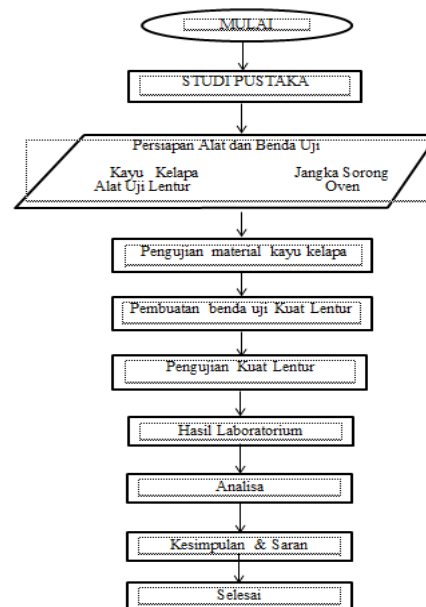 MULAI
STUDI PUSTAKA
Persiapan Alat dan Benda Uji
Kayu Kelapa Jangka Sorong
Alat Uji Lentur Oven
Pengujian material kayu kelapa
Pembuatan benda uji Kuat Lentur
Pengujian Kuat Lentur
Hasil Laboratorium
Analisa
Kesimpulan & Saran
Selesai